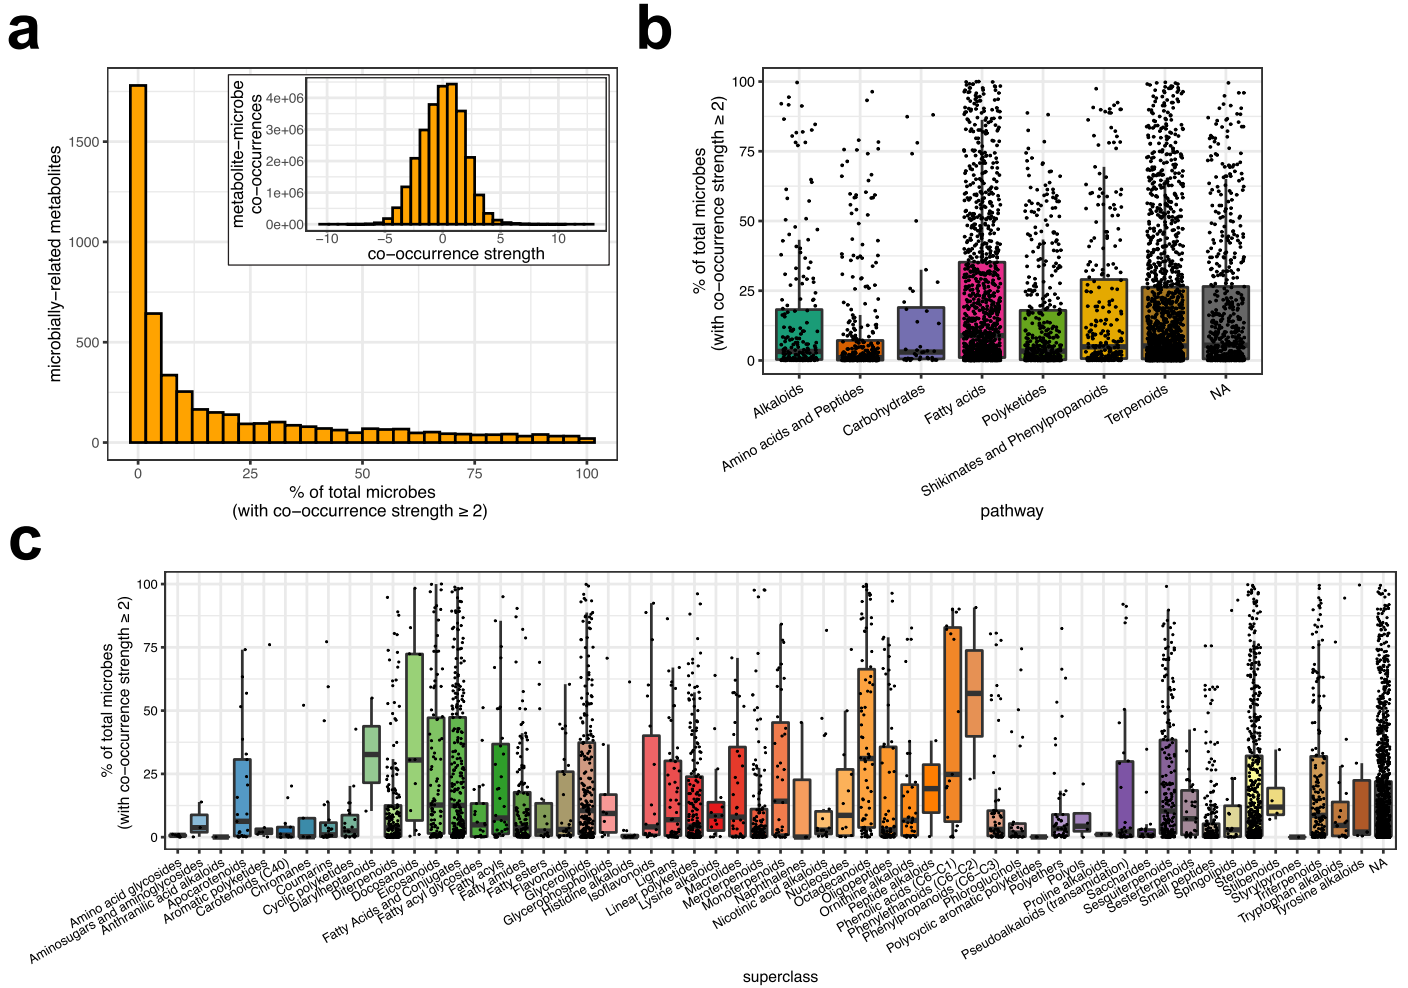 a
b
microbially−related metabolites
1500
1000
500
0
0
25
50
75
100
% of total microbes
(with co−occurrence strength ≥ 2)
metabolite−microbe
co−occurrences
4e+06
3e+06
2e+06
1e+06
0e+00
−10
−5
0
5
10
co−occurrence strength
% of total microbes
(with co−occurrence strength ≥ 2)
100
75
50
25
0
Alkaloids
Amino acids and Peptides
Carbohydrates
Fatty acids
Polyketides
Shikimates and Phenylpropanoids
Terpenoids
NA
pathway
c
% of total microbes
(with co−occurrence strength ≥ 2)
100
75
50
25
0
Amino acid glycosides
Aminosugars and aminoglycosides
Anthranilic acid alkaloids
Apocarotenoids
Aromatic polyketides
Carotenoids (C40)
Chromanes
Coumarins
Cyclic polyketides
Diarylheptanoids
Diterpenoids
Docosanoids
Eicosanoids
Fatty Acids and Conjugates
Fatty acyl glycosides
Fatty acyls
Fatty amides
Fatty esters
Flavonoids
Glycerolipids
Glycerophospholipids
Histidine alkaloids
Isoflavonoids
Lignans
Linear polyketides
Lysine alkaloids
Macrolides
Meroterpenoids
Monoterpenoids
Naphthalenes
Nicotinic acid alkaloids
Nucleosides
Octadecanoids
Oligopeptides
Ornithine alkaloids
Peptide alkaloids
Phenolic acids (C6−C1)
Phenylethanoids (C6−C2)
Phenylpropanoids (C6−C3)
Phloroglucinols
Polycyclic aromatic polyketides
Polyethers
Polyols
Proline alkaloids
Pseudoalkaloids (transamidation)
Saccharides
Sesquiterpenoids
Sesterterpenoids
Small peptides
Sphingolipids
Steroids
Stilbenoids
Styrylpyrones
Triterpenoids
Tryptophan alkaloids
Tyrosine alkaloids
NA
superclass